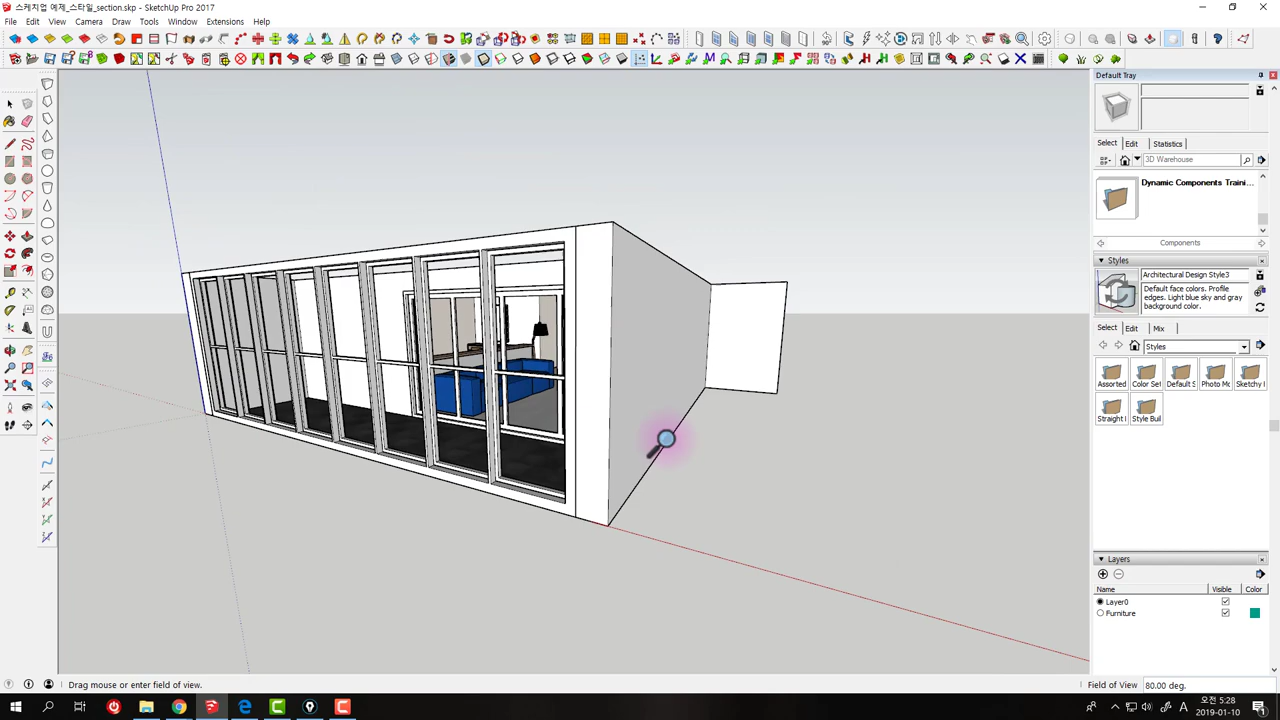 스케치업 예제_스타일_section.skp - SketchUp Pro 2017
File Edit View Camera Draw Tools Window Extensions Help
Default Tray
Select Edit Statistics
3D Warehouse
Dynamic Components Traini...
Components
Styles
Architectural Design Style3
Default face colors. Profile
edges. Light blue sky and gray
background color.
Select Edit Mix
Styles
Assorted Color Set Default S Photo Mo Sketchy I
Straight I Style Buil
Layers
Name Visible Color
Layer0
Furniture
Drag mouse or enter field of view. Field of View 80.00 deg.
A 오전 5:28
2019-01-10